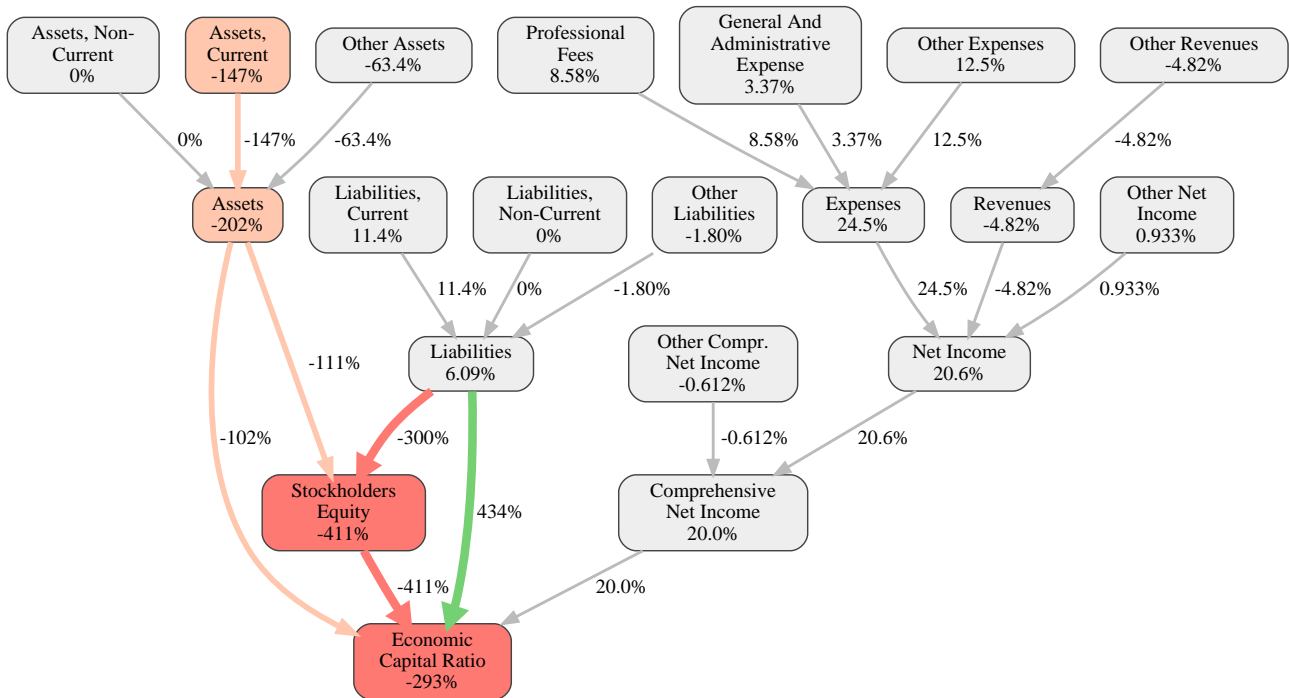 Assets, Non-
Current
0%
Assets,
Current
-147%
Other Assets
-63.4%
Professional
Fees
8.58%
General And
Administrative
Expense
3.37%
Other Expenses
12.5%
Other Revenues
-4.82%
0%
-147%
-63.4%
8.58%
3.37%
12.5%
-4.82%
Assets
-202%
Liabilities,
Current
11.4%
Liabilities,
Non-Current
0%
Other
Liabilities
-1.80%
Expenses
24.5%
Revenues
-4.82%
Other Net
Income
0.933%
11.4%
0%
-1.80%
24.5%
-4.82%
0.933%
-111%
Liabilities
6.09%
Other Compr.
Net Income
-0.612%
Net Income
20.6%
-102%
-300%
-0.612%
20.6%
Stockholders
Equity
-411%
434%
Comprehensive
Net Income
20.0%
-411%
20.0%
Economic
Capital Ratio
-293%